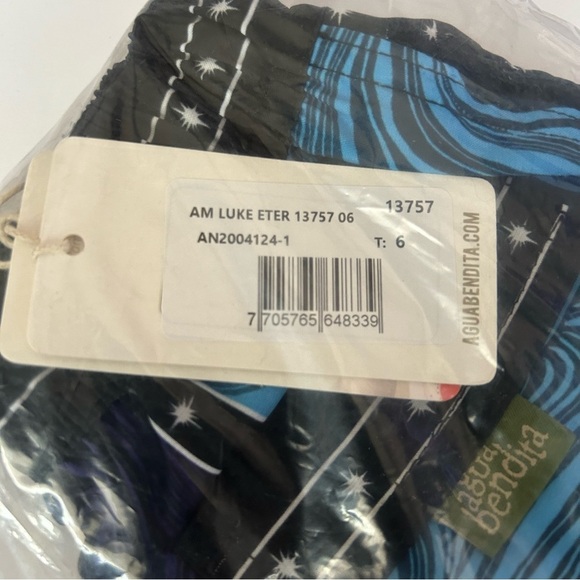 AM LUKE ETER 13757 06 13757
AN2004124-1 T: 6
7 705765 648339
AGUABENDITA.COM
agua
bendita